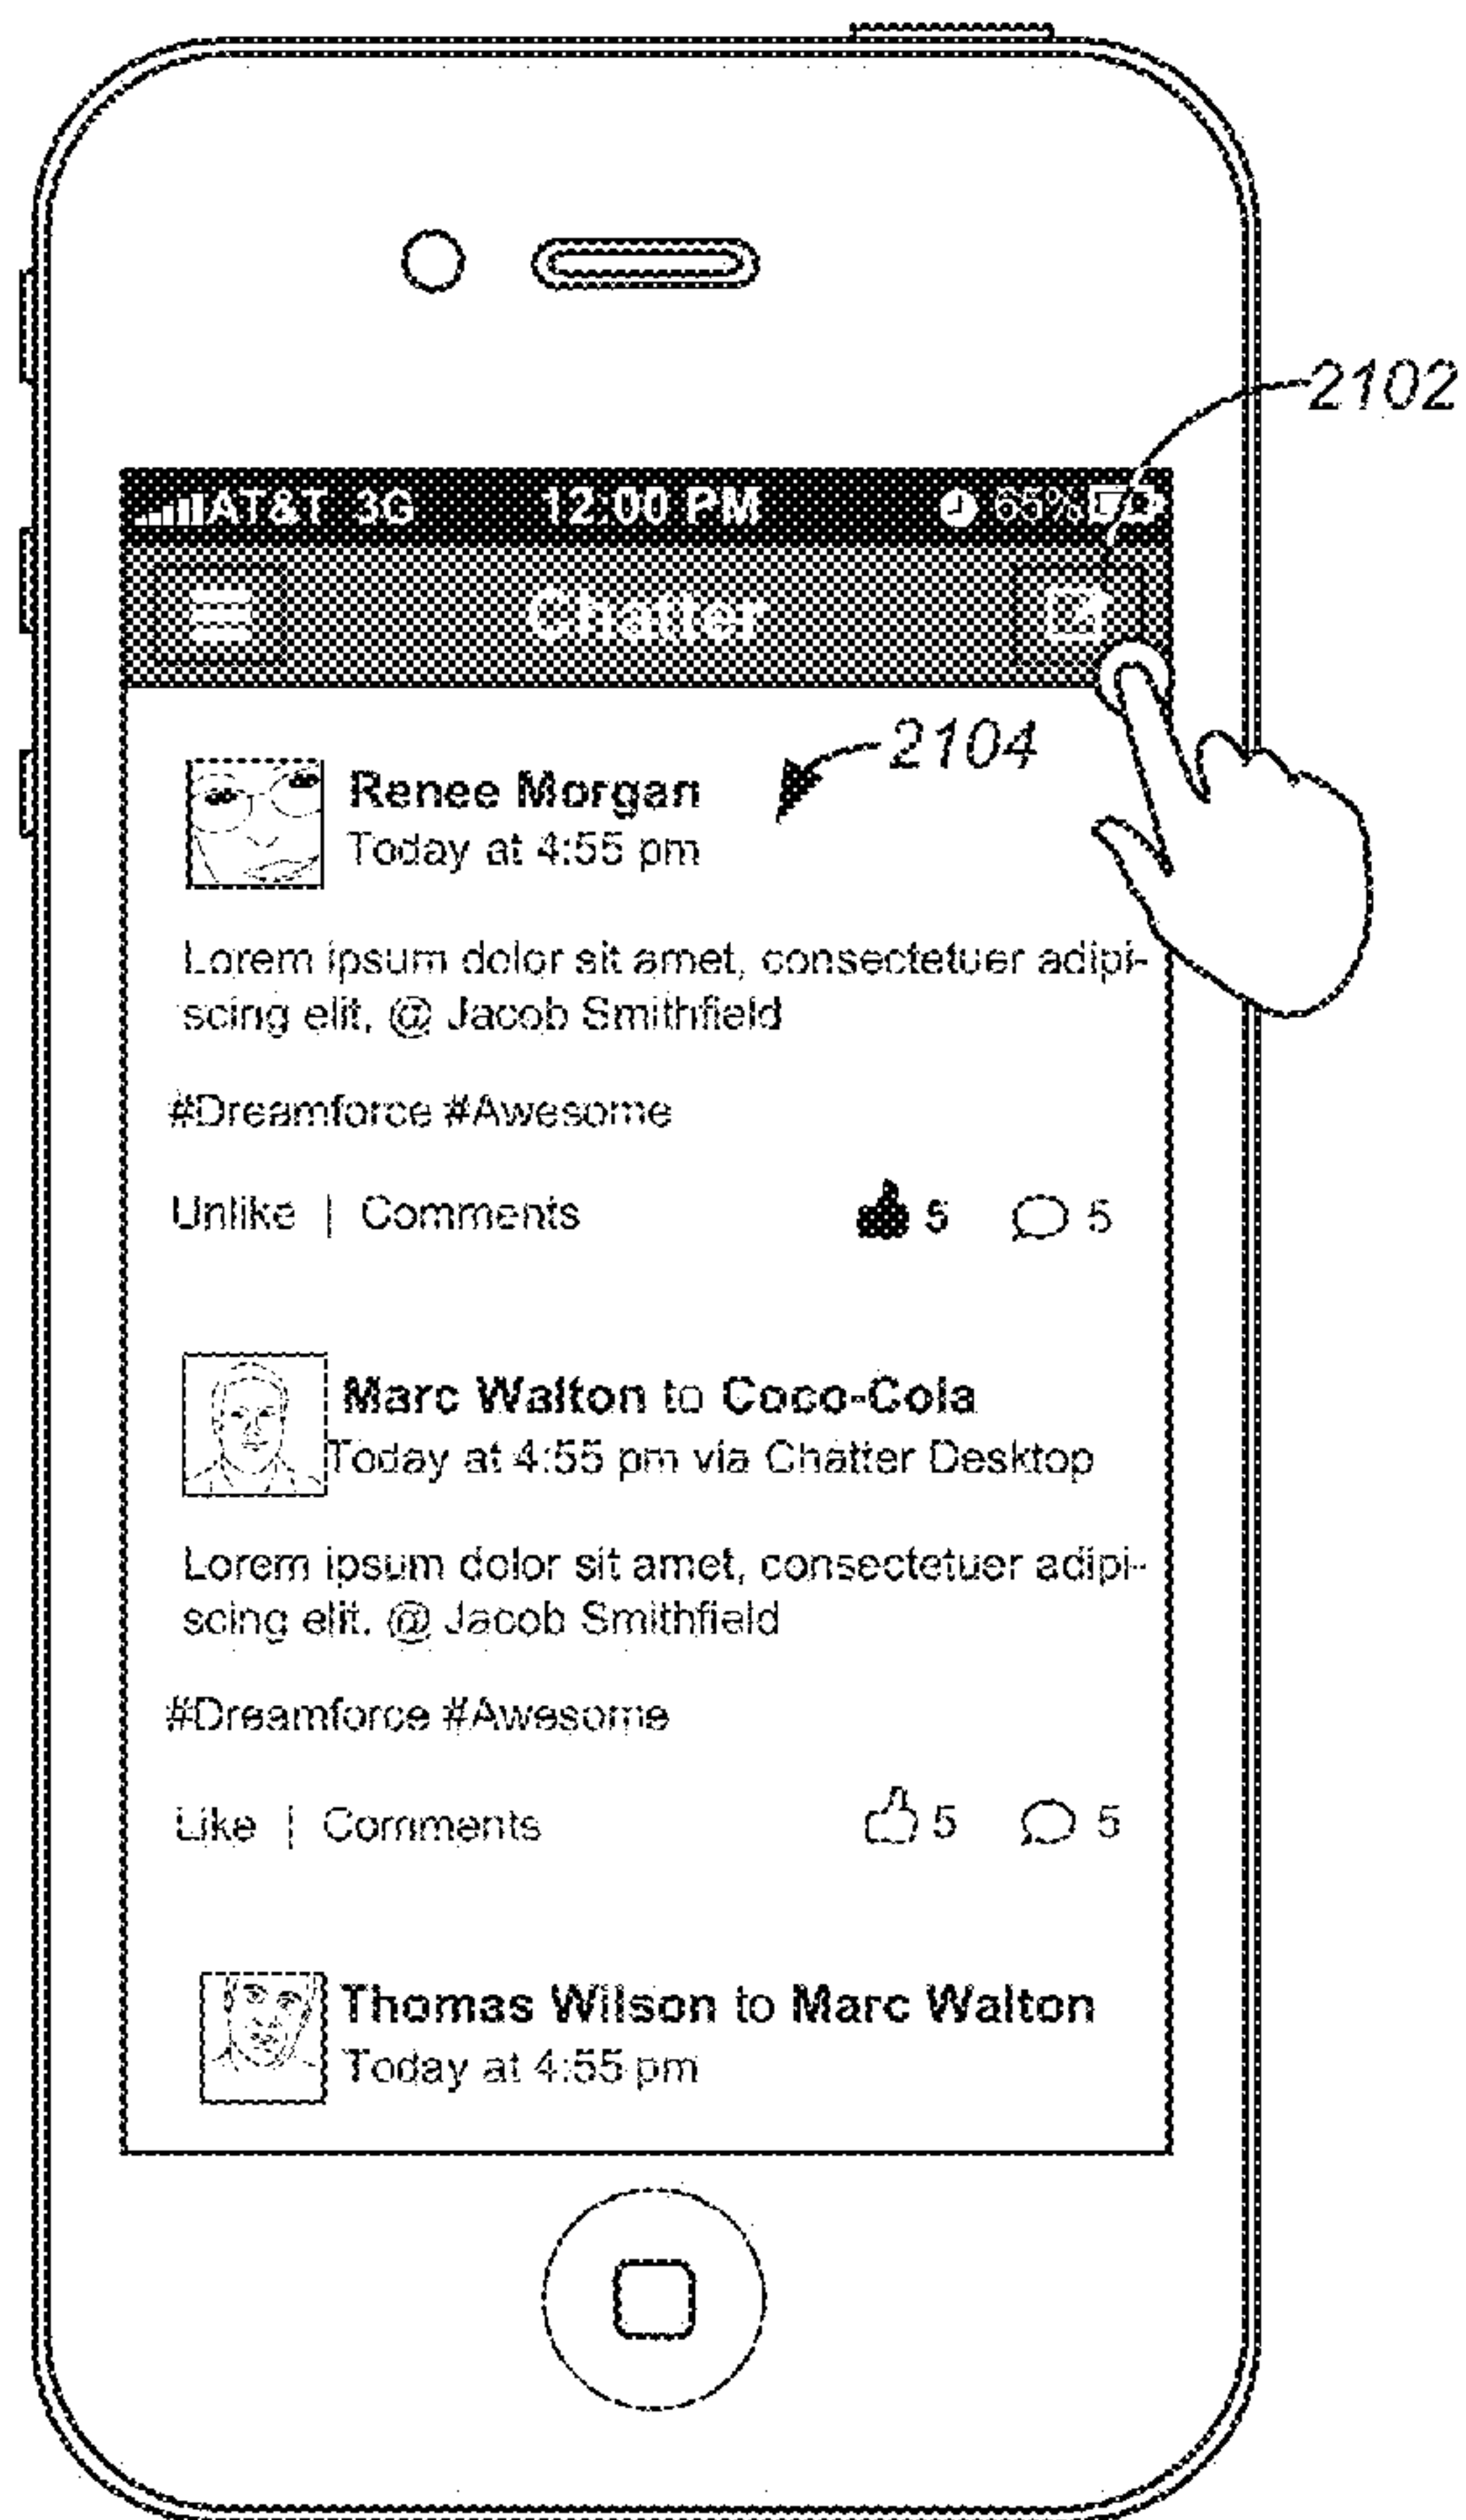 2102
AT&T 3G 12:00 PM 65%
Chatter
2104
Renee Morgan
Today at 4:55 pm
Lorem ipsum dolor sit amet, consectetuer adipi-
scing elit. @ Jacob Smithfield
#Dreamforce #Awesome
Unlike | Comments 5 5
Marc Walton to Coco-Cola
Today at 4:55 pm via Chatter Desktop
Lorem ipsum dolor sit amet, consectetuer adipi-
scing elit. @ Jacob Smithfield
#Dreamforce #Awesome
Like | Comments 5 5
Thomas Wilson to Marc Walton
Today at 4:55 pm